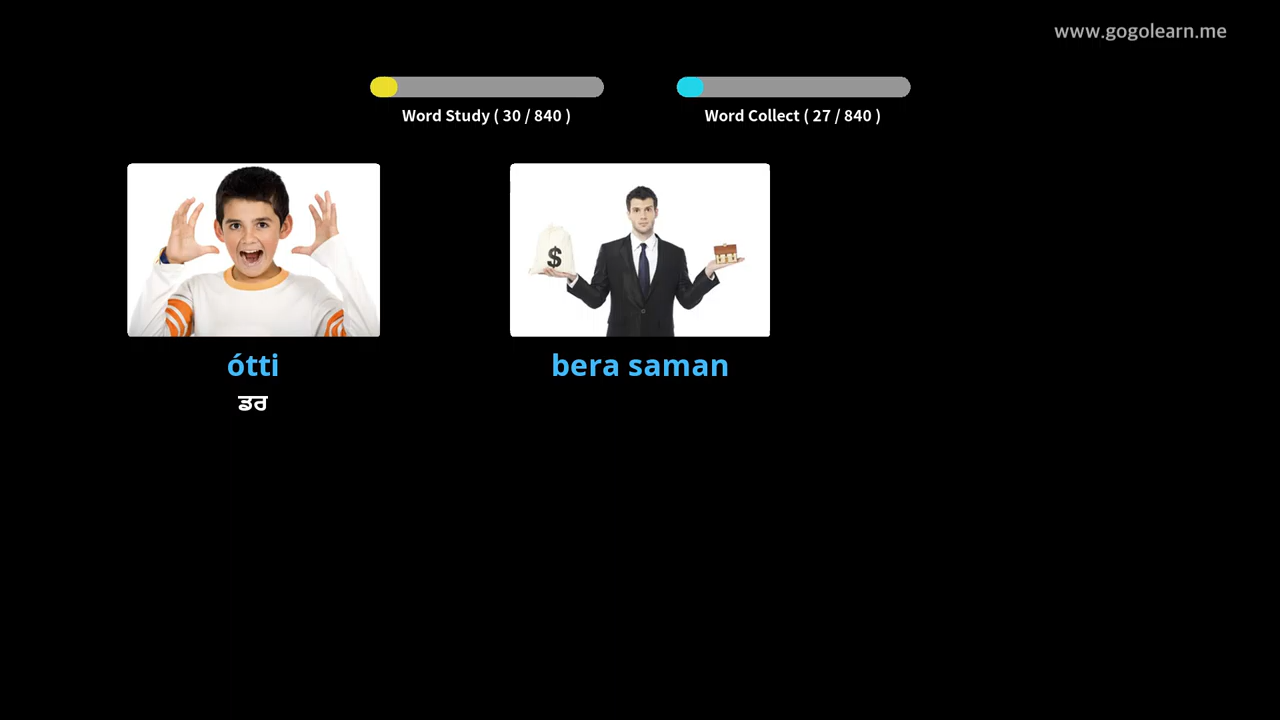 www.gogolearn.me
Word Study ( 30 / 840 )
Word Collect ( 27 / 840 )
$
ótti
bera saman
ਡਰ